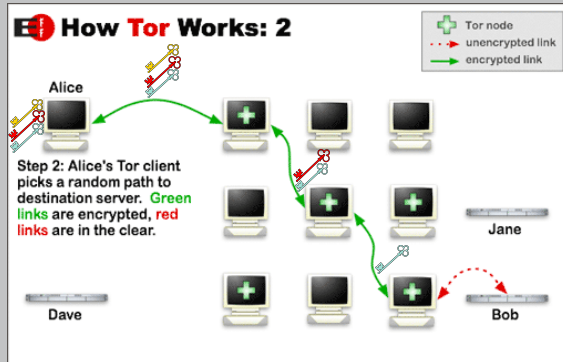 EFF How Tor Works: 2
Tor node
unencrypted link
encrypted link
Alice
Step 2: Alice's Tor client
picks a random path to
destination server. Green
links are encrypted, red
links are in the clear.
Jane
Dave
Bob